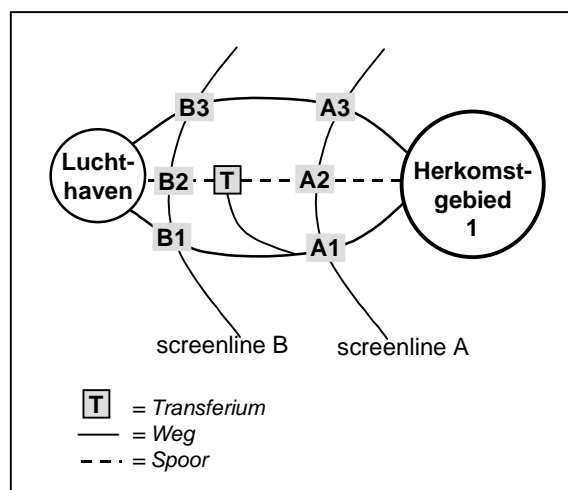 B3
A3
Lucht-
haven
B2
T
A2
Herkomst-
gebied
1
B1
A1
screenline B
screenline A
T = Transferium
= Weg
= Spoor